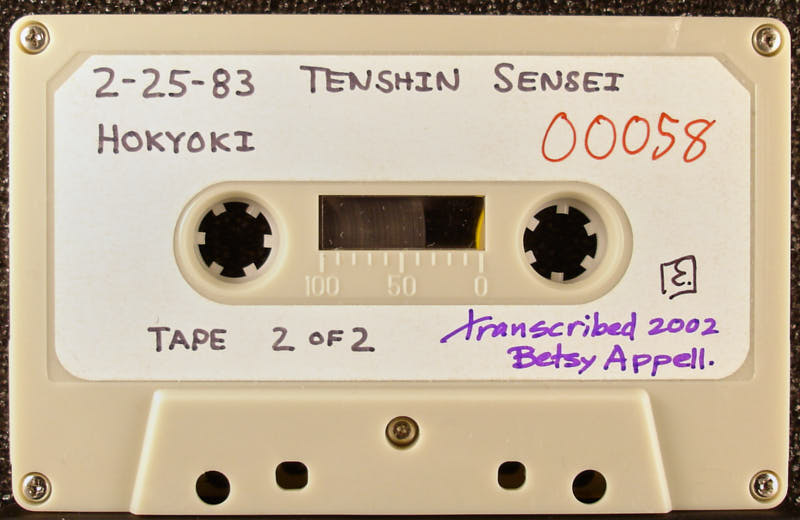 2-25-83 TENSHIN SENSEI
HOKYOKI
00058
100 50 0
TAPE 2 OF 2
transcribed 2002
Betsy Appell.